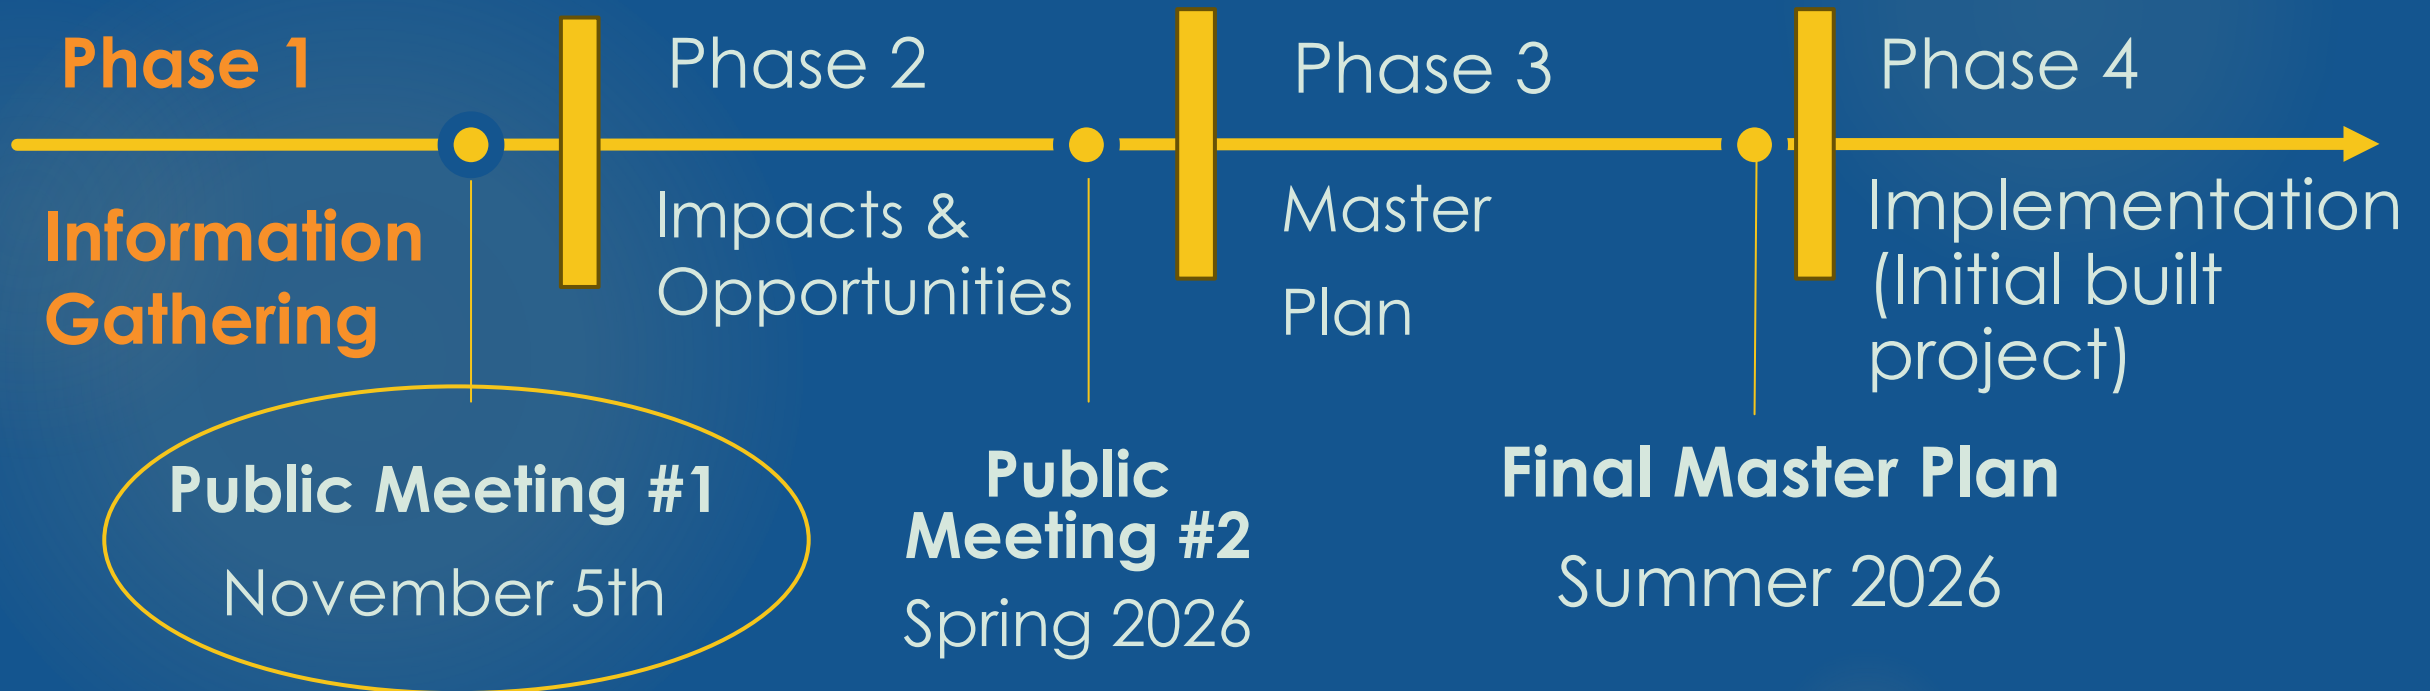 Phase 1
Phase 2
Phase 3
Phase 4
Information
Gathering
Impacts &
Opportunities
Master
Plan
Implementation
(Initial built
project)
Public Meeting #1
November 5th
Public
Meeting #2
Spring 2026
Final Master Plan
Summer 2026